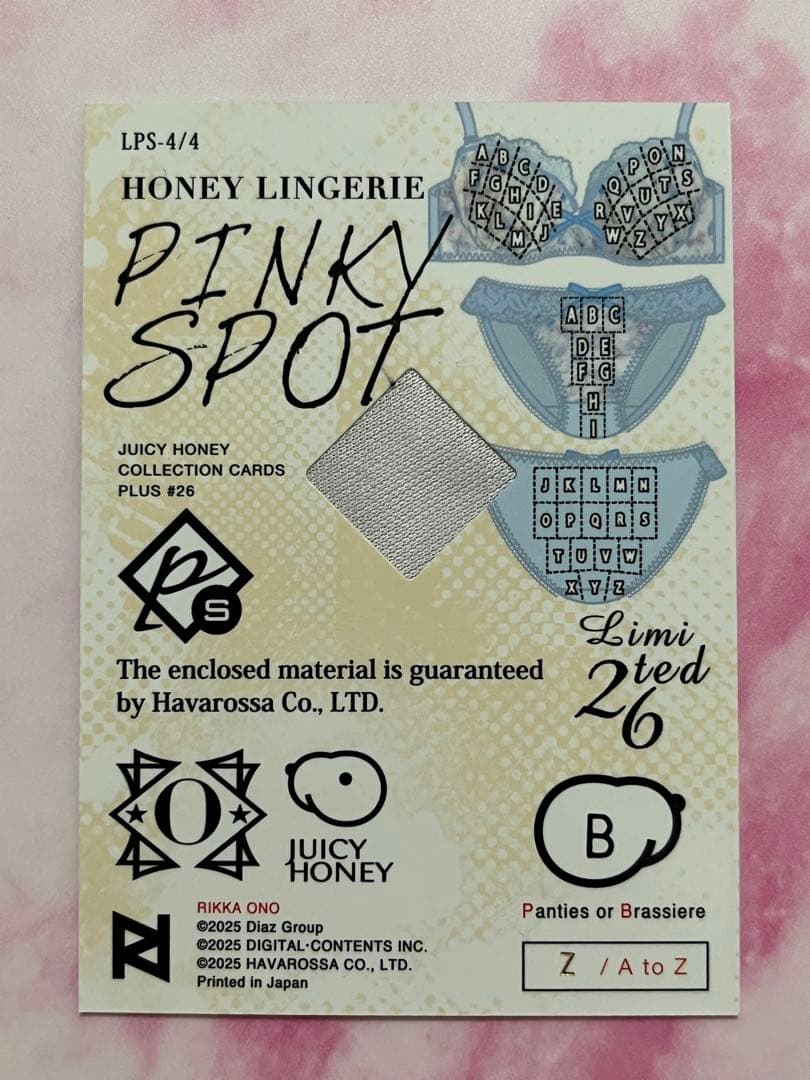 LPS-4/4
HONEY LINGERIE
PINKY
SPOT
JUICY HONEY
COLLECTION CARDS
PLUS #26
PS
The enclosed material is guaranteed
by Havarossa Co., LTD.
A B C D
F G H I E
K L M J
Q P O N
R V U T S
W Z Y X
A B C
D E
F G
H
I
J K L M N
O P Q R S
T U V W
X Y Z
Limi
ted
26
O
JUICY
HONEY
B
Panties or Brassiere
Z / A to Z
RIKKA ONO
©2025 Diaz Group
©2025 DIGITAL·CONTENTS INC.
©2025 HAVAROSSA CO., LTD.
Printed in Japan